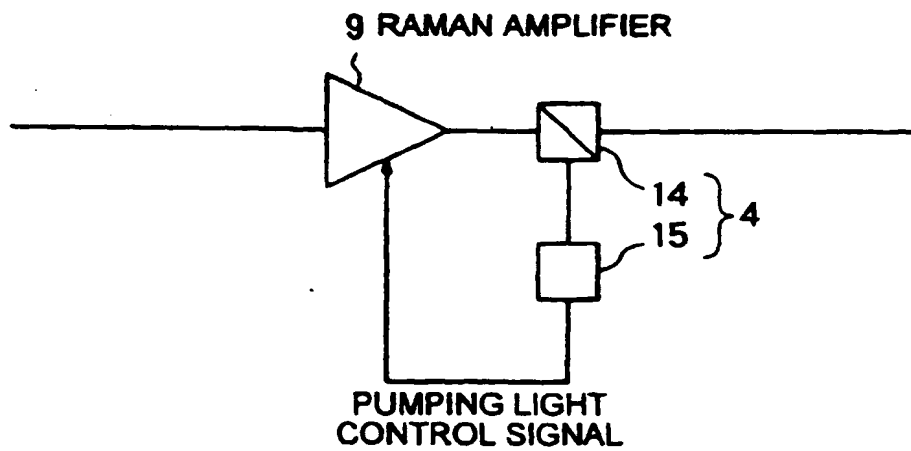 9 RAMAN AMPLIFIER
14
15
4
PUMPING LIGHT
CONTROL SIGNAL